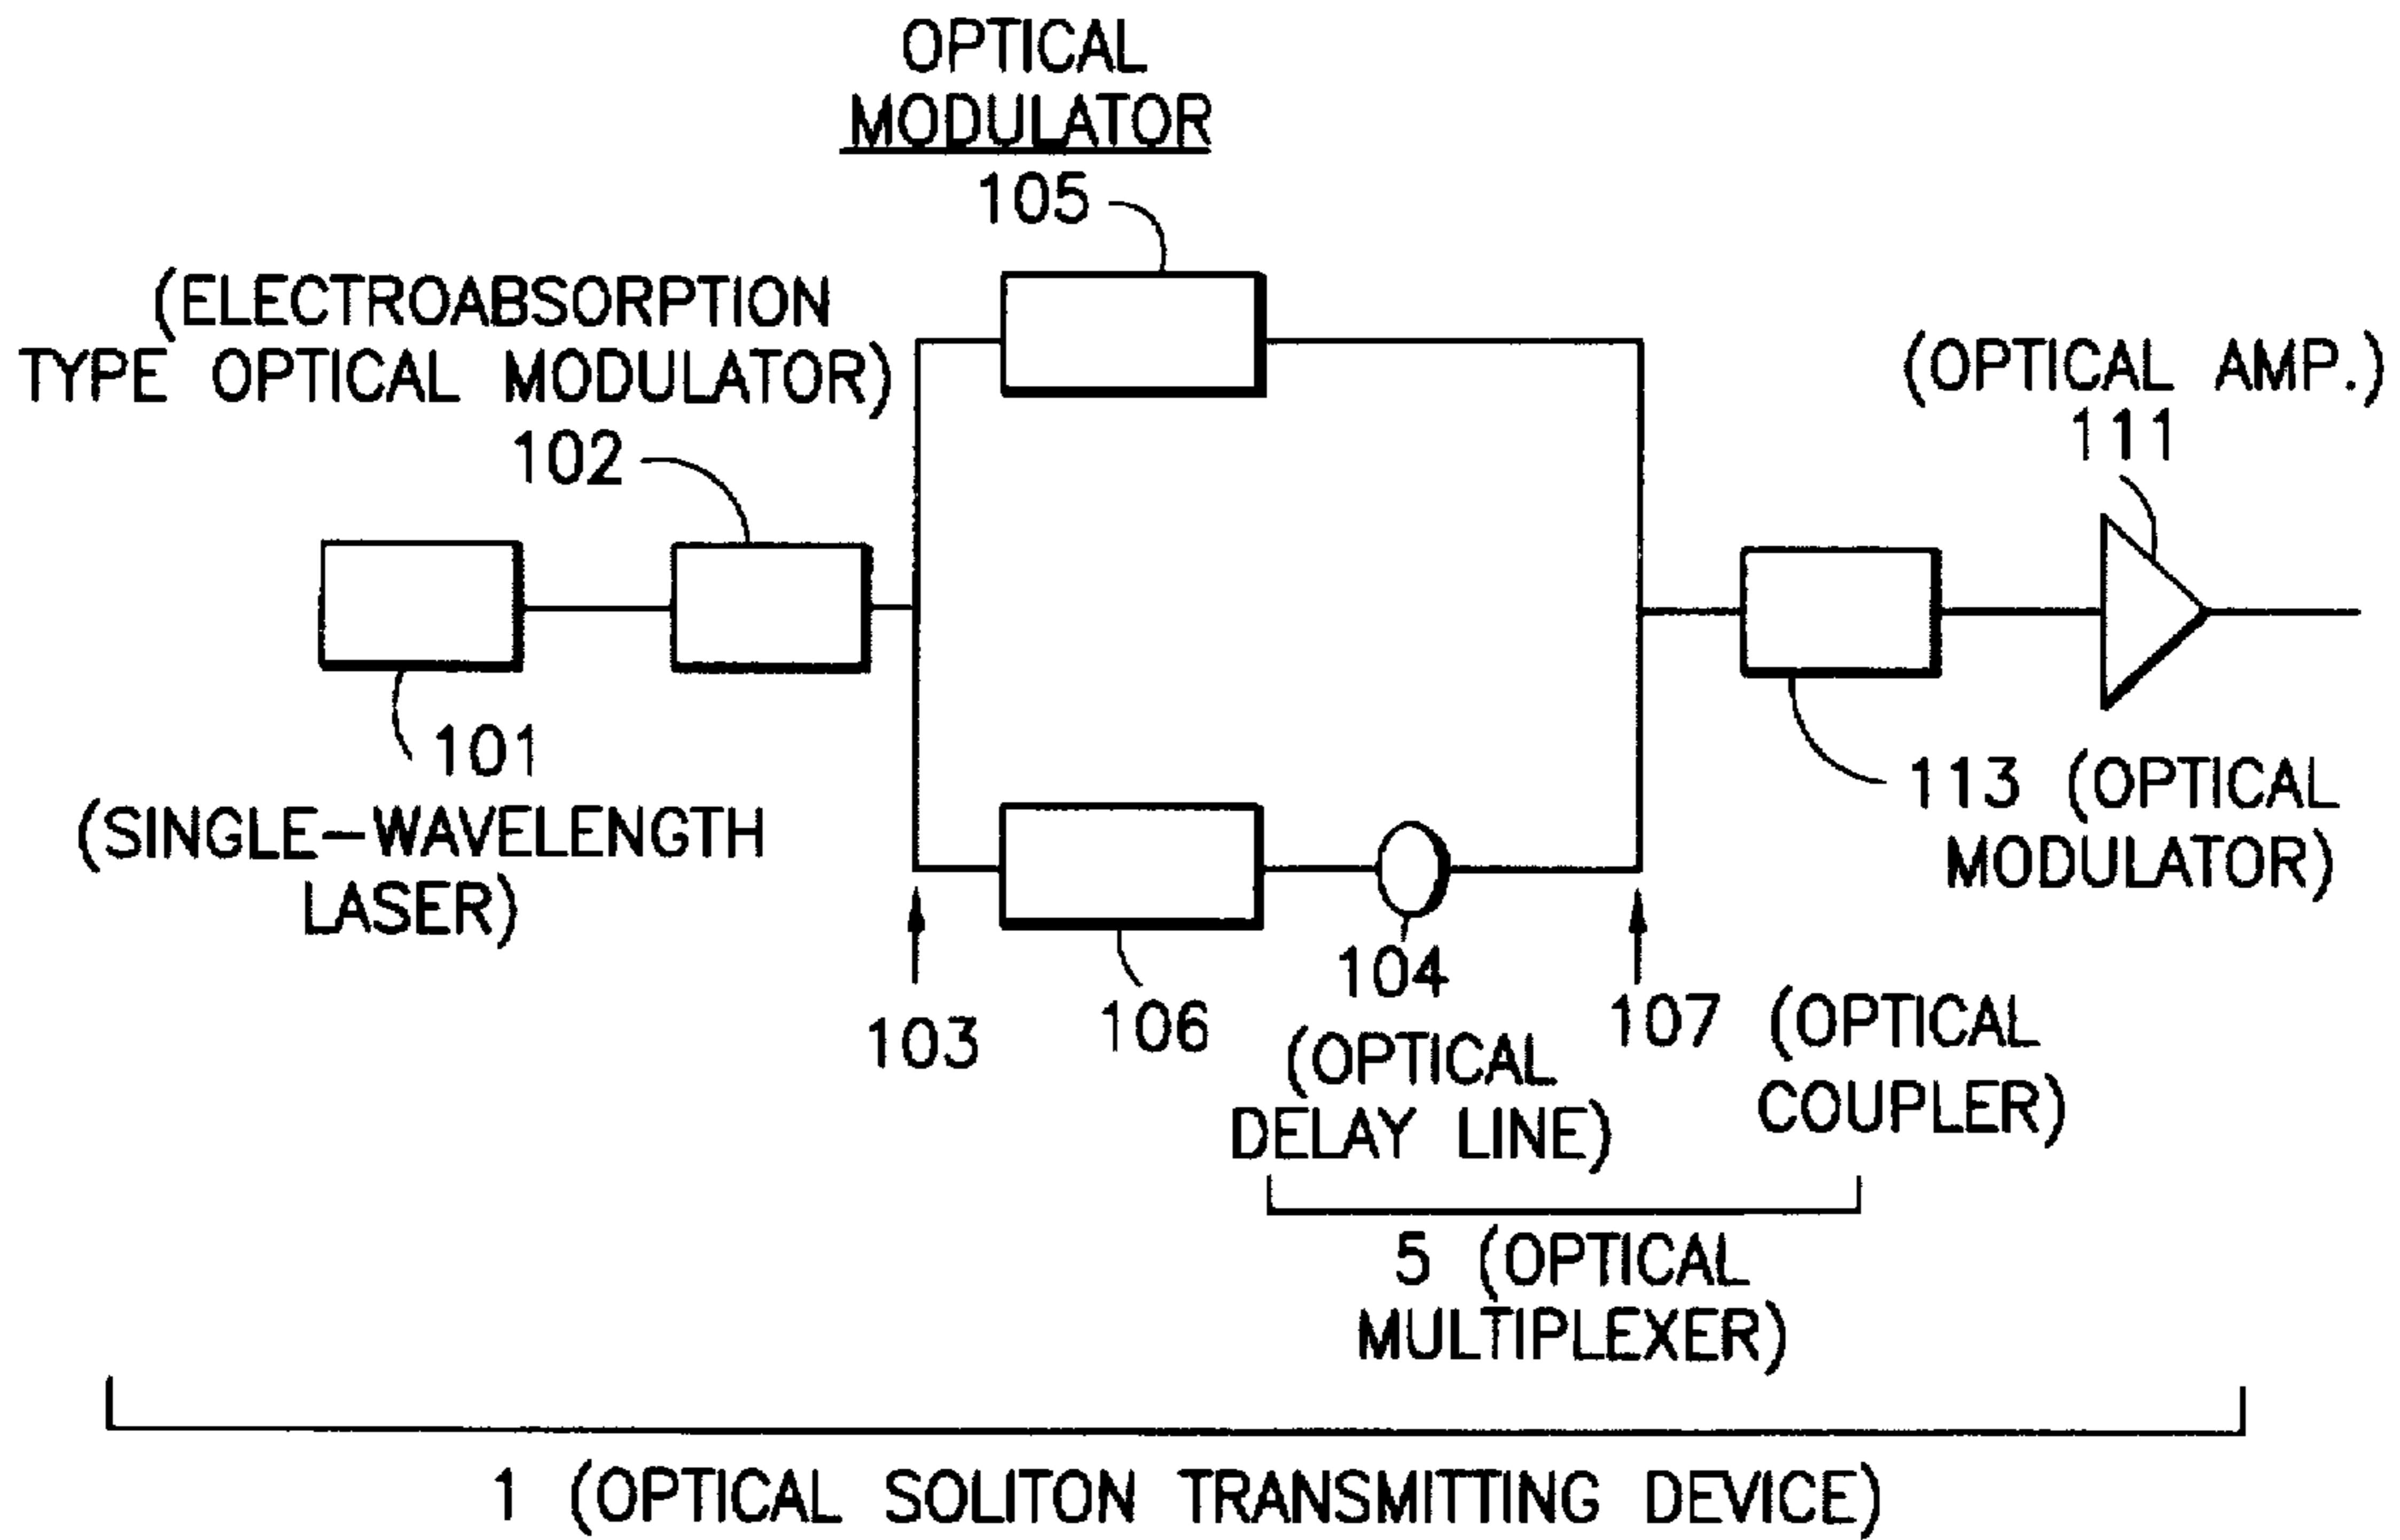 OPTICAL
MODULATOR
105
(ELECTROABSORPTION
TYPE OPTICAL MODULATOR)
102
(OPTICAL AMP.)
111
101
(SINGLE-WAVELENGTH
LASER)
113 (OPTICAL
MODULATOR)
103
106
104
(OPTICAL
DELAY LINE)
107 (OPTICAL
COUPLER)
5 (OPTICAL
MULTIPLEXER)
1 (OPTICAL SOLITON TRANSMITTING DEVICE)